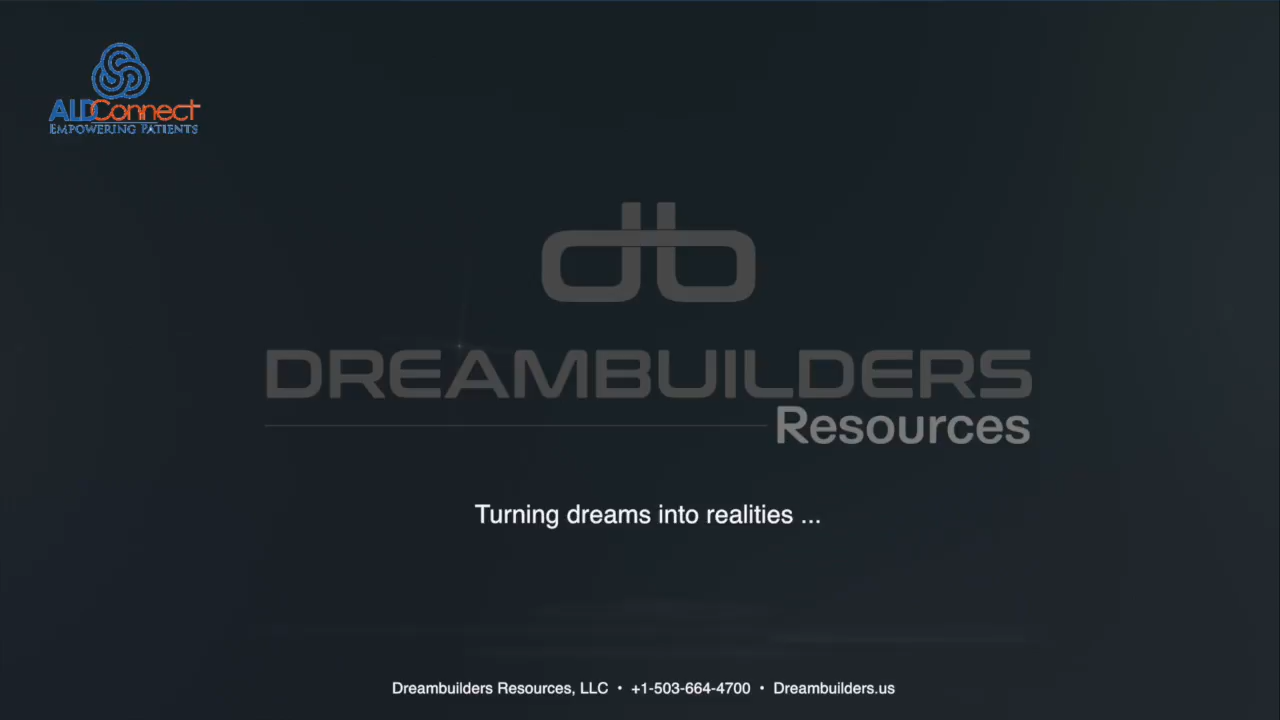 ALDConnect
EMPOWERING PATIENTS
db
DREAMBUILDERS
Resources
Turning dreams into realities ...
Dreambuilders Resources, LLC • +1-503-664-4700 • Dreambuilders.us